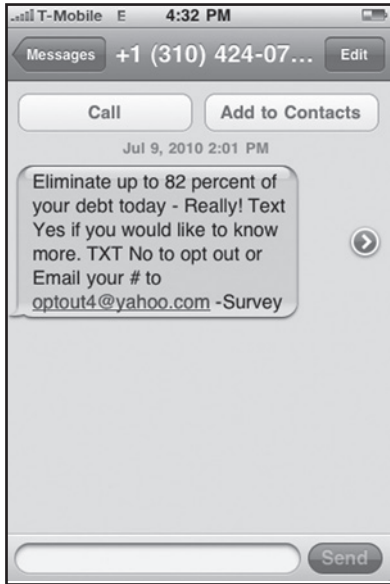 T-Mobile E 4:32 PM
Messages +1 (310) 424-07... Edit
Call Add to Contacts
Jul 9, 2010 2:01 PM
Eliminate up to 82 percent of
your debt today - Really! Text
Yes if you would like to know
more. TXT No to opt out or
Email your # to
optout4@yahoo.com -Survey
Send